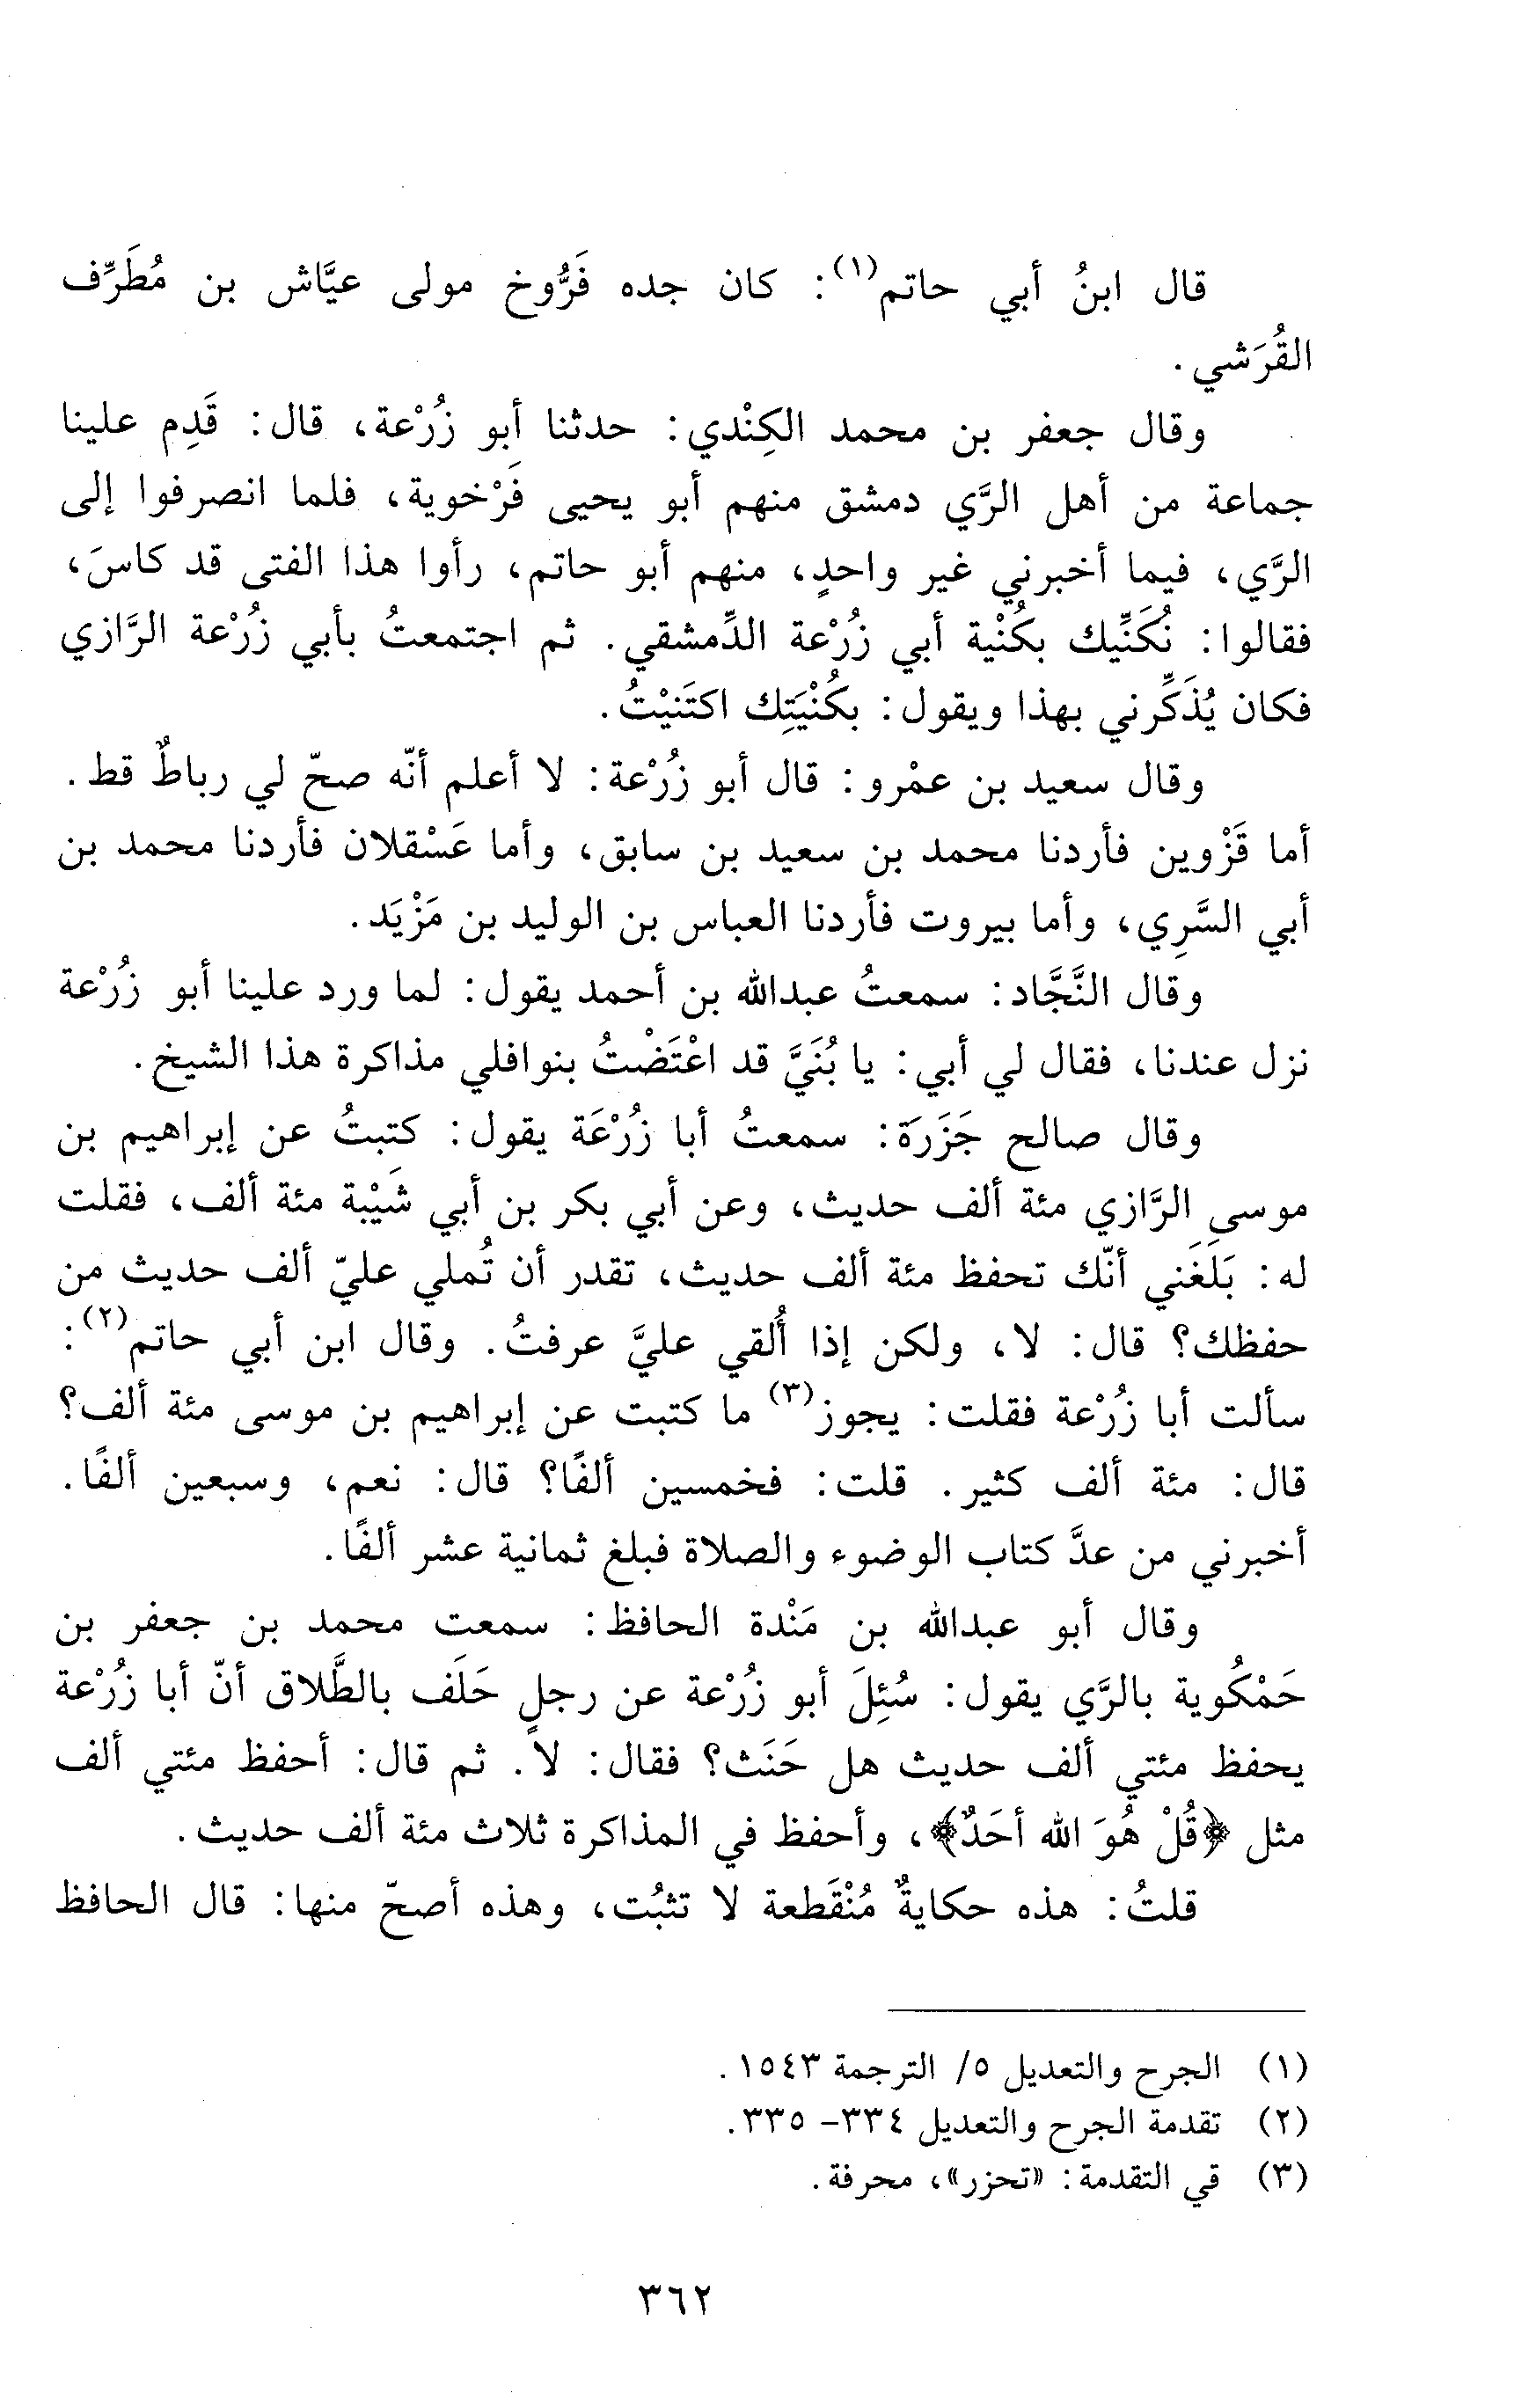 قال ابنُ أبي حاتم(١): كان جده فَرُّوخ مولى عيَّاش بن مُطَرِّف
القُرَشي.
وقال جعفر بن محمد الكِنْدي: حدثنا أبو زُرْعة، قال: قَدِم علينا
جماعة من أهل الرَّي دمشق منهم أبو يحيى فَرْخوية، فلما انصرفوا إلى
الرَّي، فيما أخبرني غير واحدٍ، منهم أبو حاتم، رأوا هذا الفتى قد كاسَ،
فقالوا: نُكَنِّيك بكُنْية أبي زُرْعة الدِّمشقي. ثم اجتمعتُ بأبي زُرْعة الرَّازي
فكان يُذَكِّرني بهذا ويقول: بكُنْيَتِك اكتَنيْتُ.
وقال سعيد بن عمْرو: قال أبو زُرْعة: لا أعلم أنّه صحّ لي رباطٌ قط.
أما قَزْوين فأردنا محمد بن سعيد بن سابق، وأما عَسْقلان فأردنا محمد بن
أبي السَّرِي، وأما بيروت فأردنا العباس بن الوليد بن مَزْيَد.
وقال النَّجَّاد: سمعتُ عبدالله بن أحمد يقول: لما ورد علينا أبو زُرْعة
نزل عندنا، فقال لي أبي: يا بُنَيَّ قد اعْتَضْتُ بنوافلي مذاكرة هذا الشيخ.
وقال صالح جَزَرَة: سمعتُ أبا زُرْعَة يقول: كتبتُ عن إبراهيم بن
موسى الرَّازي مئة ألف حديث، وعن أبي بكر بن أبي شَيْبة مئة ألف، فقلت
له: بَلَغَني أنّك تحفظ مئة ألف حديث، تقدر أن تُملي عليّ ألف حديث من
حفظك؟ قال: لا، ولكن إذا أُلقي عليَّ عرفتُ. وقال ابن أبي حاتم(٢):
سألت أبا زُرْعة فقلت: يجوز(٣) ما كتبت عن إبراهيم بن موسى مئة ألف؟
قال: مئة ألف كثير. قلت: فخمسين ألفًا؟ قال: نعم، وسبعين ألفًا.
أخبرني من عدَّ كتاب الوضوء والصلاة فبلغ ثمانية عشر ألفًا.
وقال أبو عبدالله بن مَنْدة الحافظ: سمعت محمد بن جعفر بن
حَمْكُوية بالرَّي يقول: سُئِلَ أبو زُرْعة عن رجلٍ حَلَف بالطَّلاق أنّ أبا زُرْعة
يحفظ مئتي ألف حديث هل حَنَث؟ فقال: لا. ثم قال: أحفظ مئتي ألف
مثل ﴿قُلْ هُوَ الله أحَدٌ﴾، وأحفظ في المذاكرة ثلاث مئة ألف حديث.
قلتُ: هذه حكايةٌ مُنْقَطعة لا تثبُت، وهذه أصحّ منها: قال الحافظ
(١) الجرح والتعديل ٥/ الترجمة ١٥٤٣.
(٢) تقدمة الجرح والتعديل ٣٣٤- ٣٣٥.
(٣) قي التقدمة: «تحزر»، محرفة.
٣٦٢